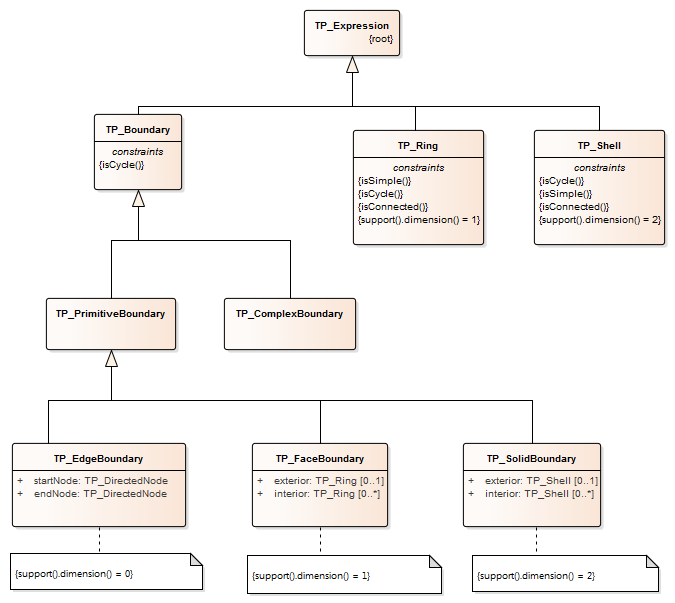 TP_Expression
{root}
TP_Boundary
constraints
{isCycle()}
TP_Ring
constraints
{isSimple()}
{isCycle()}
{isConnected()}
{support().dimension() = 1}
TP_Shell
constraints
{isCycle()}
{isSimple()}
{isConnected()}
{support().dimension() = 2}
TP_PrimitiveBoundary
TP_ComplexBoundary
TP_EdgeBoundary
+ startNode: TP_DirectedNode
+ endNode: TP_DirectedNode
TP_FaceBoundary
+ exterior: TP_Ring [0..1]
+ interior: TP_Ring [0..*]
TP_SolidBoundary
+ exterior: TP_Shell [0..1]
+ interior: TP_Shell [0..*]
{support().dimension() = 0}
{support().dimension() = 1}
{support().dimension() = 2}